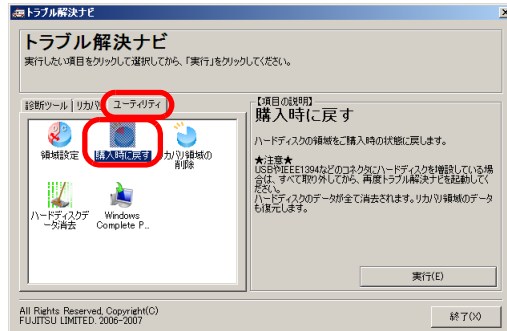 トラブル解決ナビ
トラブル解決ナビ
実行したい項目をクリックして選択してから、「実行」をクリックしてください。
診断ツール
リカバリ
ユーティリティ
領域設定
購入時に戻す
リカバリ領域の
削除
ハードディスクデ
ータ消去
Windows
Complete P...
【項目の説明】
購入時に戻す
ハードディスクの領域をご購入時の状態に戻します。
★注意★
USBやIEEE1394などのコネクタにハードディスクを増設している場
合は、すべて取り外してから、再度トラブル解決ナビを起動してく
ださい。
ハードディスクのデータが全て消去されます。リカバリ領域のデータ
も復元します。
実行(E)
All Rights Reserved, Copyright(C)
FUJITSU LIMITED. 2006-2007
終了(X)